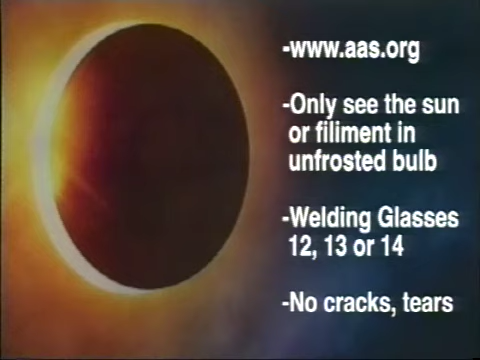 -www.aas.org
-Only see the sun
or filiment in
unfrosted bulb
-Welding Glasses
12, 13 or 14
-No cracks, tears